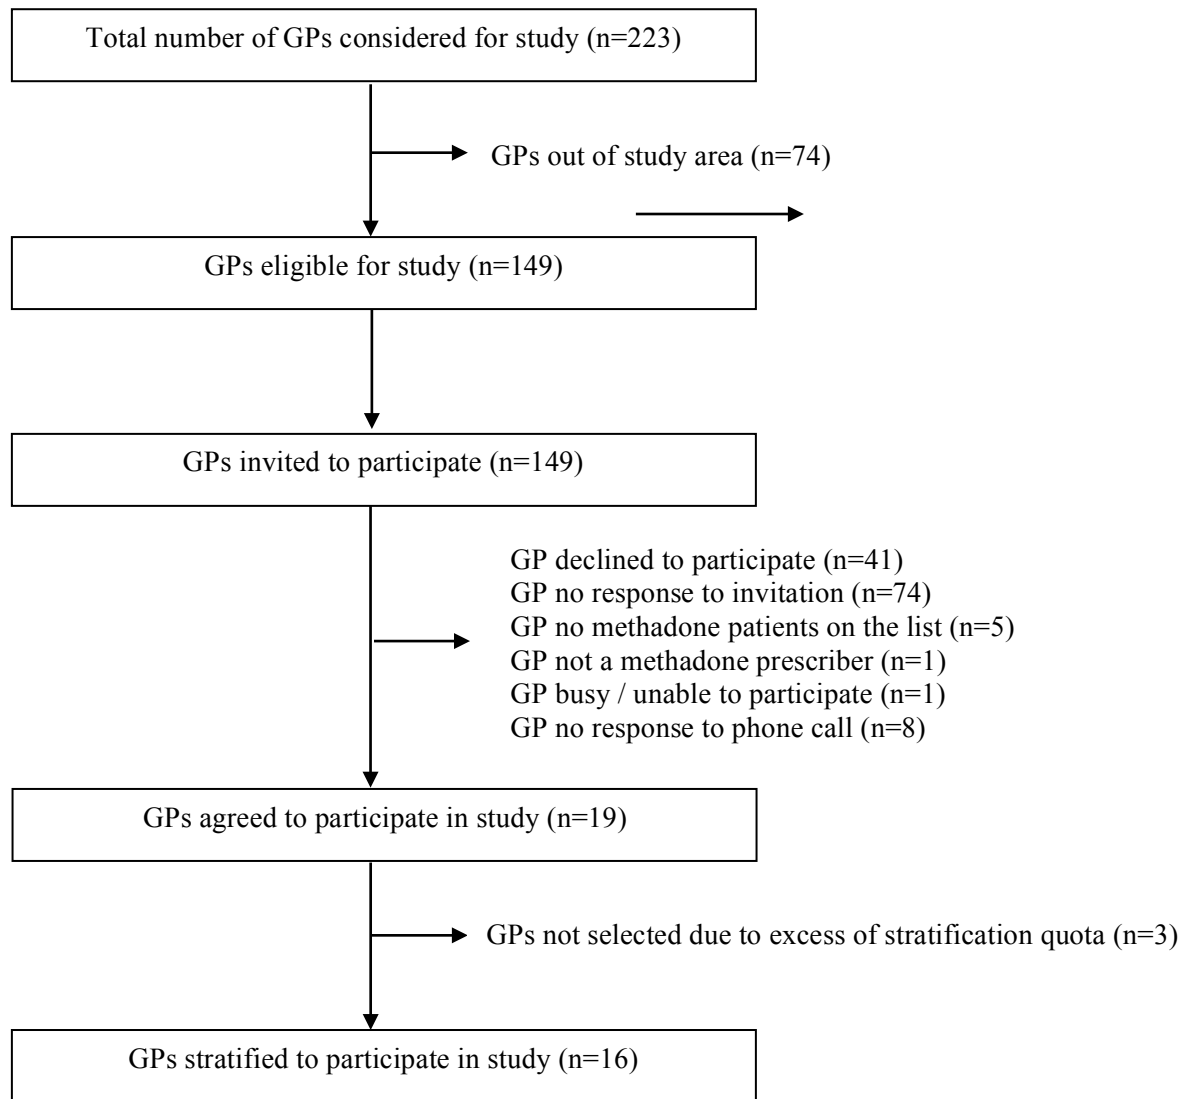 Total number of GPs considered for study (n=223)
GPs out of study area (n=74)
GPs eligible for study (n=149)
GPs invited to participate (n=149)
GP declined to participate (n=41)
GP no response to invitation (n=74)
GP no methadone patients on the list (n=5)
GP not a methadone prescriber (n=1)
GP busy / unable to participate (n=1)
GP no response to phone call (n=8)
GPs agreed to participate in study (n=19)
GPs not selected due to excess of stratification quota (n=3)
GPs stratified to participate in study (n=16)